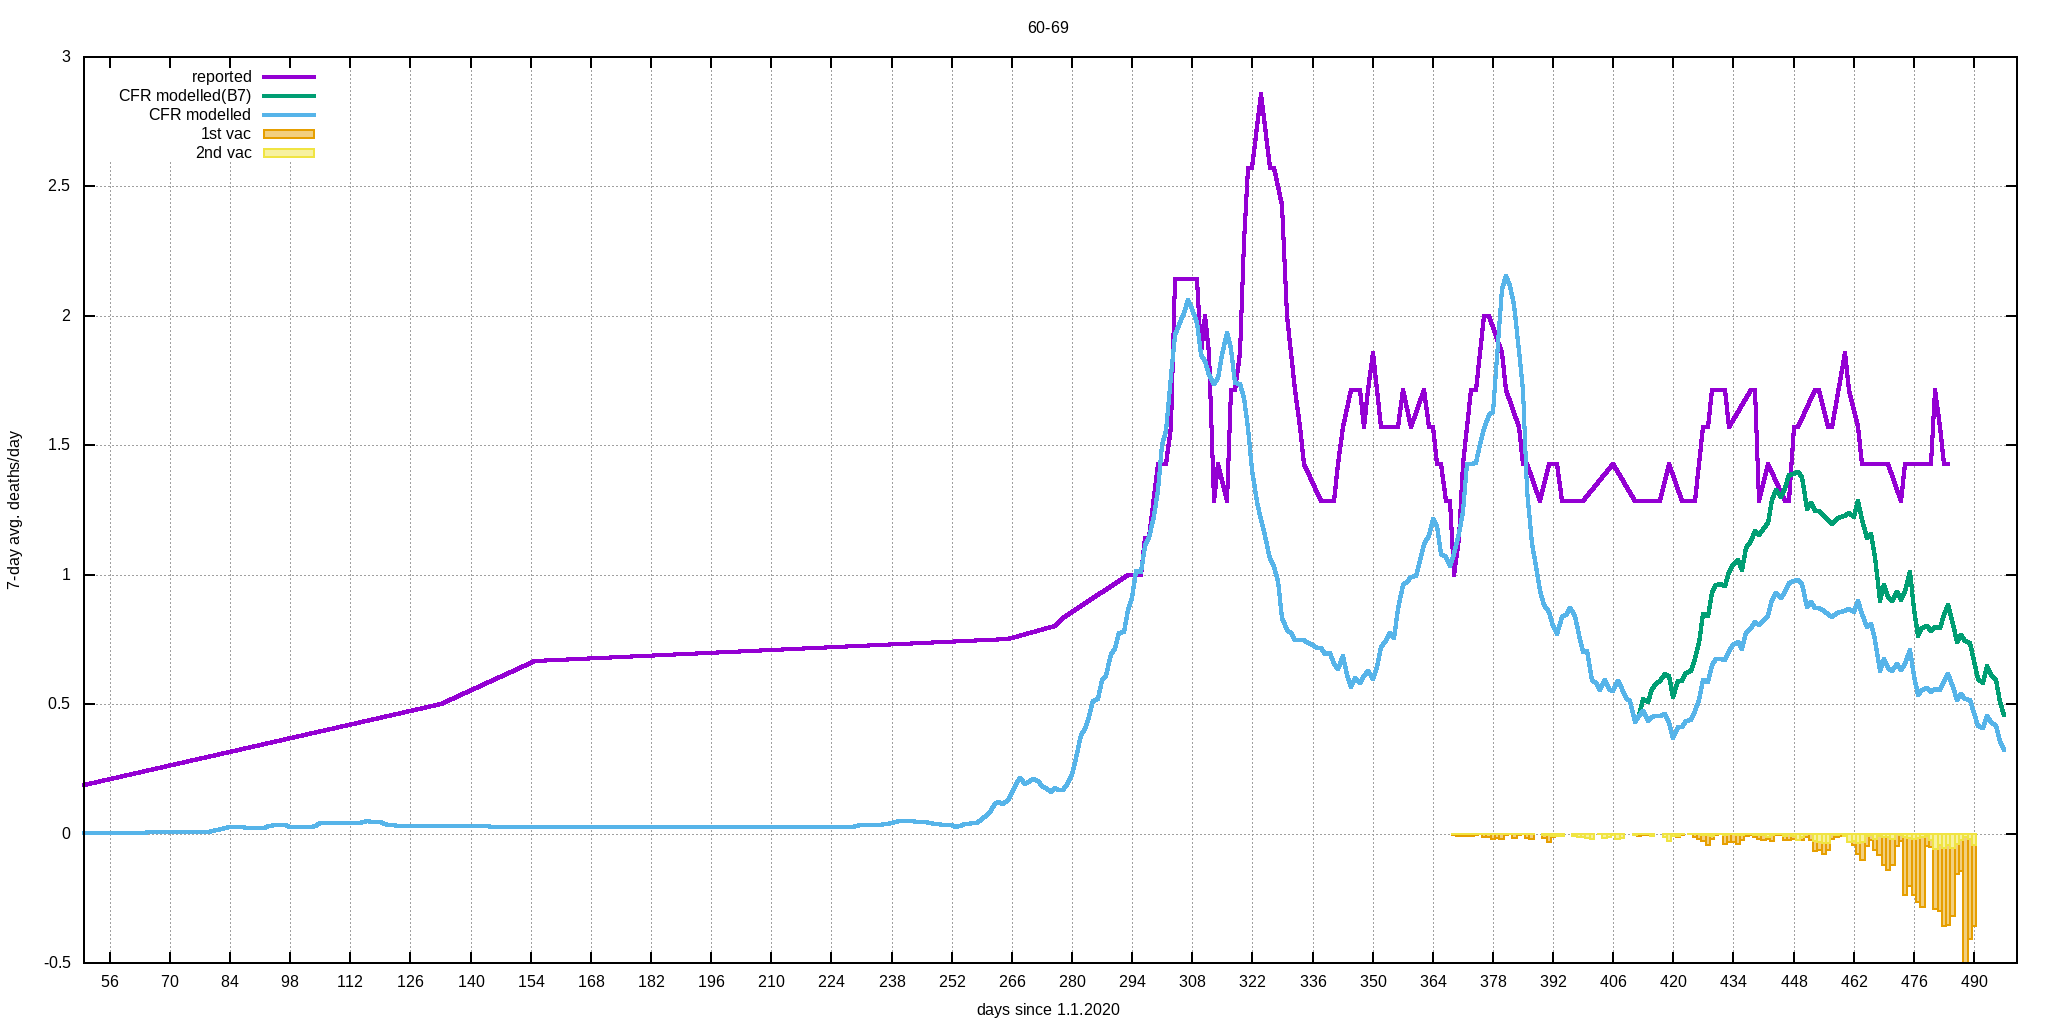 60-69
reported
CFR modelled(B7)
CFR modelled
1st vac
2nd vac
3
2.5
2
1.5
1
0.5
0
-0.5
7-day avg. deaths/day
56 70 84 98 112 126 140 154 168 182 196 210 224 238 252 266 280 294 308 322 336 350 364 378 392 406 420 434 448 462 476 490
days since 1.1.2020